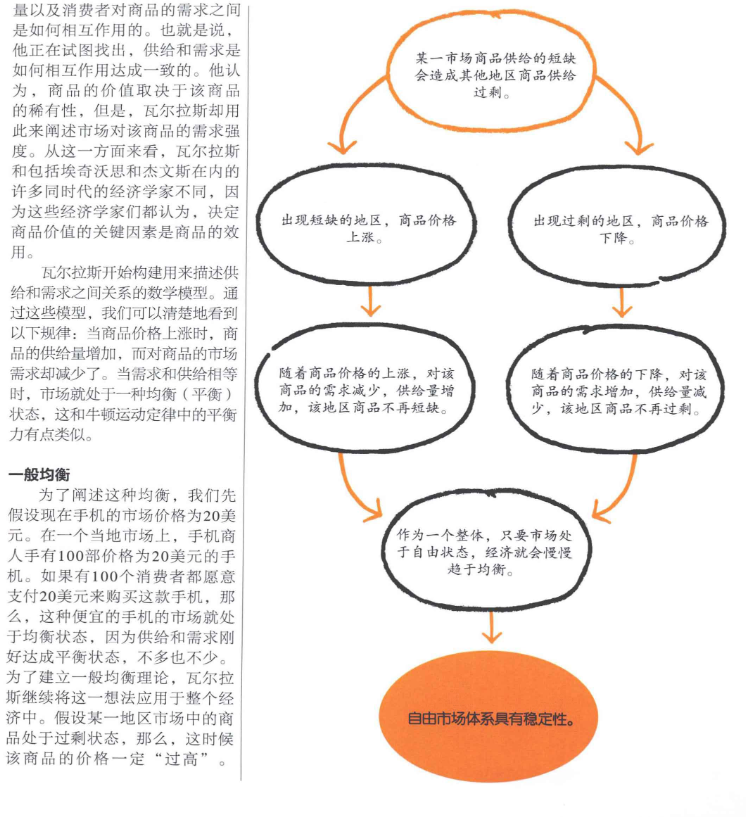 量以及消费者对商品的需求之间
是如何相互作用的。也就是说，
他正在试图找出，供给和需求是
如何相互作用达成一致的。他认
为，商品的价值取决于该商品
的稀有性，但是，瓦尔拉斯却用
此来阐述市场对该商品的需求强
度。从这一方面来看，瓦尔拉斯
和包括埃奇沃思和杰文斯在内的
许多同时代的经济学家不同，因
为这些经济学家们都认为，决定
商品价值的关键因素是商品的效
用。
瓦尔拉斯开始构建用来描述供
给和需求之间关系的数学模型。通
过这些模型，我们可以清楚地看到
以下规律：当商品价格上涨时，商
品的供给量增加，而对商品的市场
需求却减少了。当需求和供给相等
时，市场就处于一种均衡（平衡）
状态，这和牛顿运动定律中的平衡
力有点类似。
一般均衡
为了阐述这种均衡，我们先
假设现在手机的市场价格为20美
元。在一个当地市场上，手机商
人手有100部价格为20美元的手
机。如果有100个消费者都愿意
支付20美元来购买这款手机，那
么，这种便宜的手机的市场就处
于均衡状态，因为供给和需求刚
好达成平衡状态，不多也不少。
为了建立一般均衡理论，瓦尔拉
斯继续将这一想法应用于整个经
济中。假设某一地区市场中的商
品处于过剩状态，那么，这时候
该商品的价格一定“过高”。
某一市场商品供给的短缺
会造成其他地区商品供给
过剩。
出现短缺的地区，商品价格
上涨。
出现过剩的地区，商品价格
下降。
随着商品价格的上涨，对该
商品的需求减少，供给量增
加，该地区商品不再短缺。
随着商品价格的下降，对该
商品的需求增加，供给量减
少，该地区商品不再过剩。
作为一个整体，只要市场处
于自由状态，经济就会慢慢
趋于均衡。
自由市场体系具有稳定性。